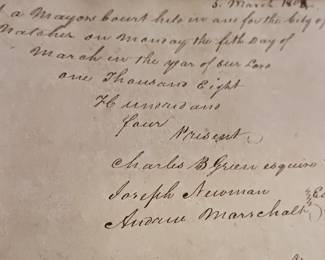 5. March 180
a Mayors Court held in and for the City of
Natchez on Monday the fifth Day of
March in the year of our Lord
one Thousand Eight
Hundred and
four
Present
Charles B Green esquire
Joseph Newman
Andrew Marschalk